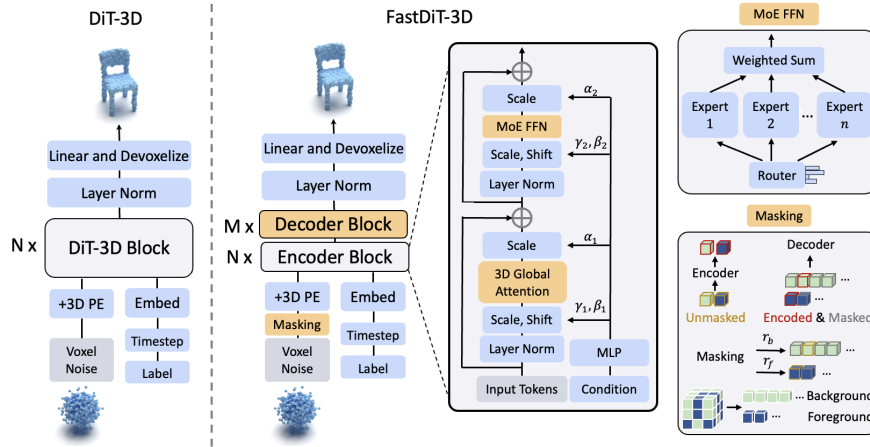 DiT-3D
Linear and Devoxelize
Layer Norm
N x
DiT-3D Block
+3D PE
Embed
Timestep
Voxel
Noise
Label
FastDiT-3D
Linear and Devoxelize
Layer Norm
M x
Decoder Block
N x
Encoder Block
+3D PE
Embed
Masking
Timestep
Voxel
Noise
Label
Scale
α₂
MoE FFN
Scale, Shift
γ₂, β₂
Layer Norm
Scale
α₁
3D Global
Attention
Scale, Shift
γ₁, β₁
Layer Norm
MLP
Input Tokens
Condition
MoE FFN
Weighted Sum
Expert
1
Expert
2
...
Expert
n
Router
Masking
Encoder
Unmasked
Decoder
...
...
Encoded & Masked
Masking
r_b
...
r_f
...
... Background
... Foreground